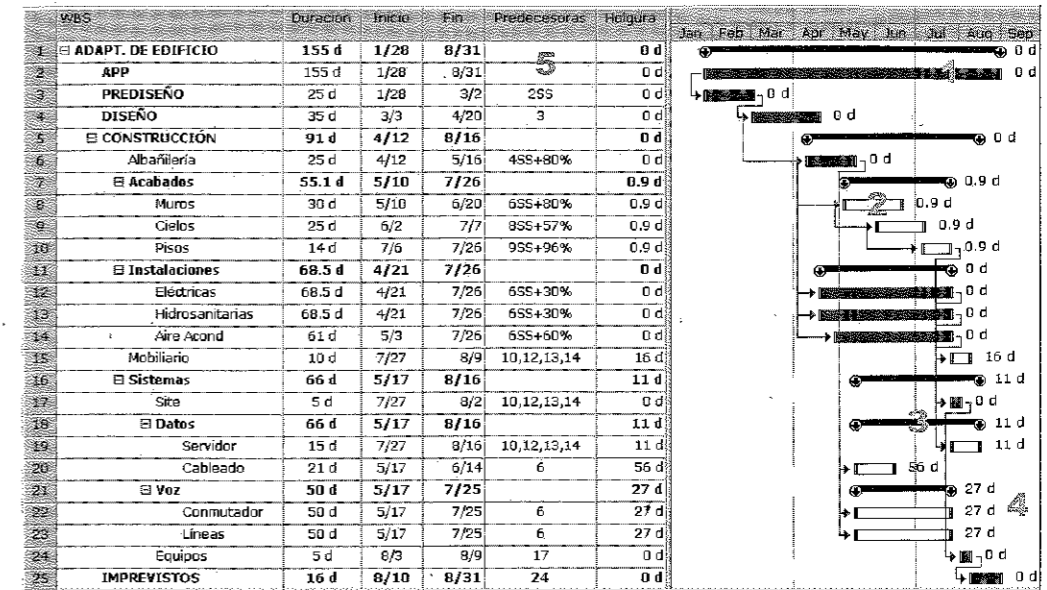 WBS Duración Inicio Fin Predecesoras Holgura Jan Feb Mar Apr May Jun Jul Aug Sep
1 ADAPT. DE EDIFICIO 155 d 1/28 8/31 0 d 0 d
5
1
2 APP 155 d 1/28 8/31 0 d 0 d
3 PREDISEÑO 25 d 1/28 3/2 2SS 0 d 0 d
4 DISEÑO 35 d 3/3 4/20 3 0 d 0 d
5 CONSTRUCCIÓN 91 d 4/12 8/16 0 d 0 d
6 Albañilería 25 d 4/12 5/16 4SS+80% 0 d 0 d
7 Acabados 55.1 d 5/10 7/26 0.9 d 0.9 d
8 Muros 30 d 5/10 6/20 6SS+80% 0.9 d 2 0.9 d
9 Cielos 25 d 6/2 7/7 8SS+57% 0.9 d 0.9 d
10 Pisos 14 d 7/6 7/26 9SS+96% 0.9 d 0.9 d
11 Instalaciones 68.5 d 4/21 7/26 0 d 0 d
12 Eléctricas 68.5 d 4/21 7/26 6SS+30% 0 d 0 d
13 Hidrosanitarias 68.5 d 4/21 7/26 6SS+30% 0 d 0 d
14 Aire Acond 61 d 5/3 7/26 6SS+60% 0 d 0 d
15 Mobiliario 10 d 7/27 8/9 10,12,13,14 16 d 16 d
16 Sistemas 66 d 5/17 8/16 11 d 11 d
17 Site 5 d 7/27 8/2 10,12,13,14 0 d 0 d
18 Datos 66 d 5/17 8/16 11 d 3 11 d
19 Servidor 15 d 7/27 8/16 10,12,13,14 11 d 11 d
20 Cableado 21 d 5/17 6/14 6 56 d 56 d
21 Voz 50 d 5/17 7/25 27 d 27 d
22 Conmutador 50 d 5/17 7/25 6 27 d 27 d 4
23 Líneas 50 d 5/17 7/25 6 27 d 27 d
24 Equipos 5 d 8/3 8/9 17 0 d 0 d
25 IMPREVISTOS 16 d 8/10 8/31 24 0 d 0 d